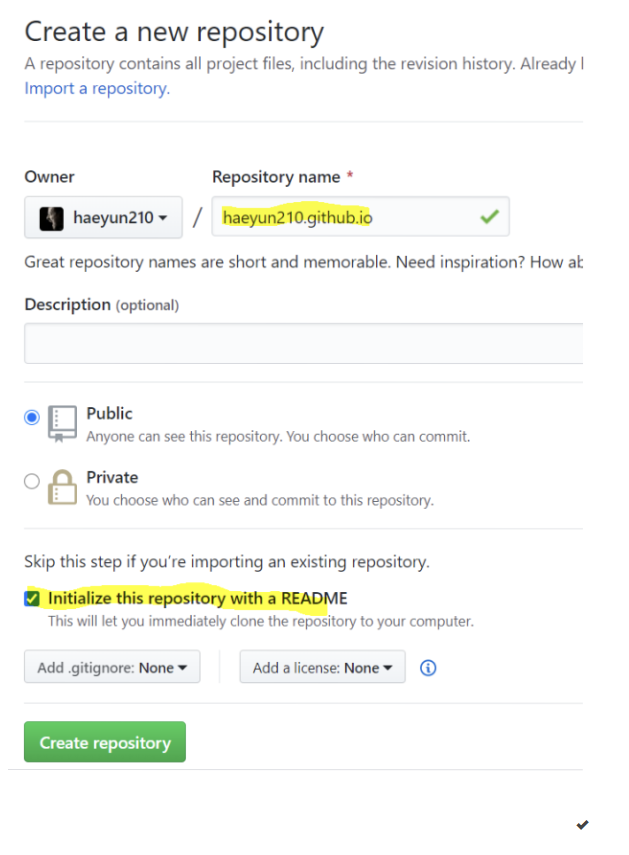 Create a new repository
A repository contains all project files, including the revision history. Already
Import a repository.
Owner
Repository name *
haeyun210
/
haeyun210.github.io
Great repository names are short and memorable. Need inspiration? How ab
Description (optional)
Public
Anyone can see this repository. You choose who can commit.
Private
You choose who can see and commit to this repository.
Skip this step if you're importing an existing repository.
Initialize this repository with a README
This will let you immediately clone the repository to your computer.
Add .gitignore: None
Add a license: None
Create repository